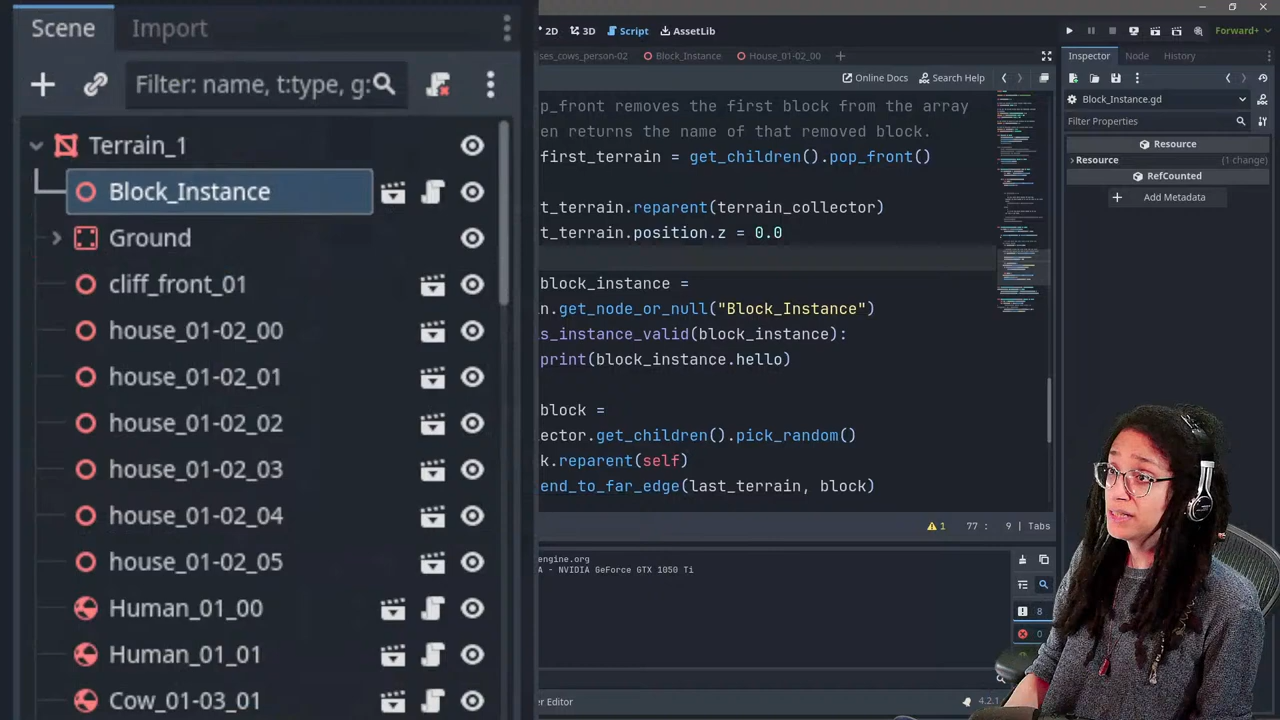 Scene
Import
Filter: name, t:type, g:
Terrain_1
Block_Instance
Ground
cliff_front_01
house_01-02_00
house_01-02_01
house_01-02_02
house_01-02_03
house_01-02_04
house_01-02_05
Human_01_00
Human_01_01
Cow_01-03_01
2D
3D
Script
AssetLib
Forward+
ses_cows_person-02
Block_Instance
House_01-02_00
Online Docs
Search Help
op_front removes the first block from the array
en returns the name of that removed block.
first_terrain = get_children().pop_front()
t_terrain.reparent(terrain_collector)
t_terrain.position.z = 0.0
block_instance =
n.get_node_or_null("Block_Instance")
s_instance_valid(block_instance):
print(block_instance.hello)
block =
ector.get_children().pick_random()
k.reparent(self)
end_to_far_edge(last_terrain, block)
1
77 : 9 | Tabs
engine.org
A - NVIDIA GeForce GTX 1050 Ti
8
0
er Editor
4.2.1
Inspector
Node
History
Block_Instance.gd
Filter Properties
Resource
Resource
(1 change)
RefCounted
Add Metadata